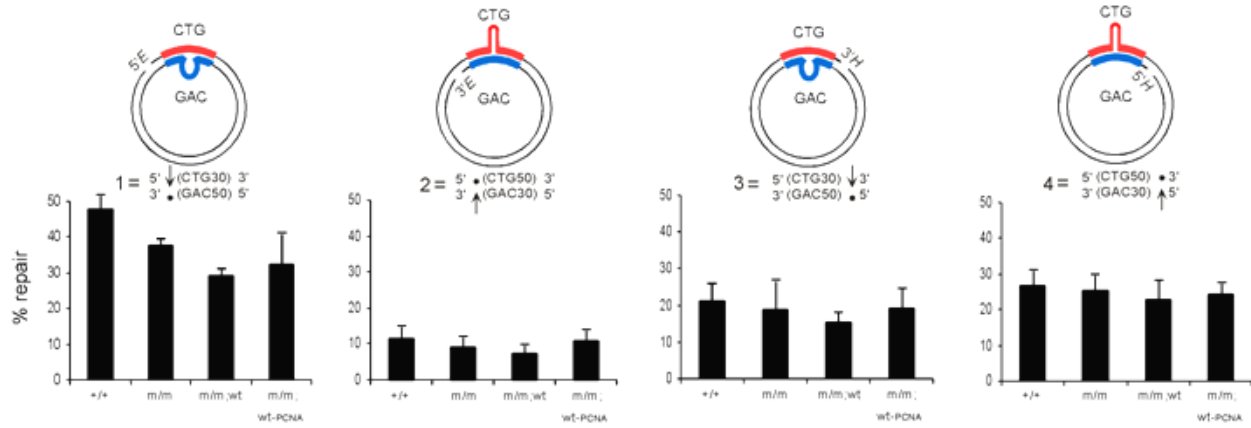 CTG
5'E
GAC
1 = 5' (CTG30) 3'
3' (GAC50) 5'
CTG
3'E
GAC
2 = 5' (CTG50) 3'
3' (GAC30) 5'
CTG
3'H
GAC
3 = 5' (CTG30) 3'
3' (GAC50) 5'
CTG
5'H
GAC
4 = 5' (CTG50) 3'
3' (GAC30) 5'
% repair
50
40
30
20
10
0
+/+ m/m m/m;wt m/m;
wt-PCNA
50
40
30
20
10
0
+/+ m/m m/m;wt m/m;
wt-PCNA
50
40
30
20
10
0
+/+ m/m m/m;wt m/m;
wt-PCNA
50
40
30
20
10
0
+/+ m/m m/m;wt m/m;
wt-PCNA